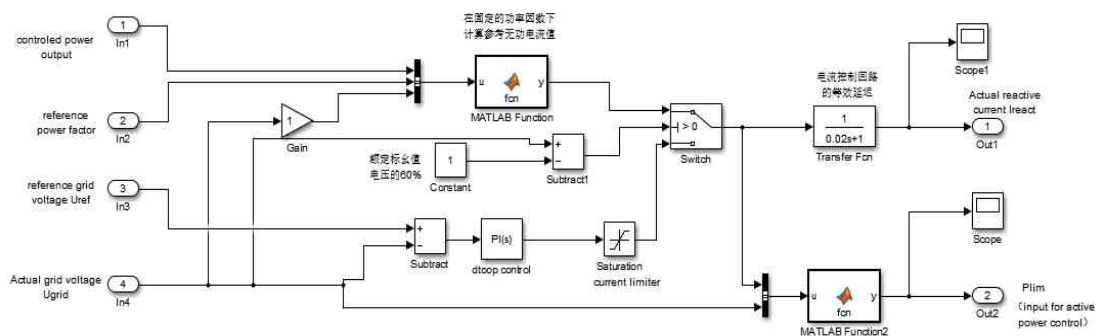 在固定的功率因数下
计算参考无功电流值
controled power
output
1
In1
reference
power factor
2
In2
1
Gain
u
y
fcn
MATLAB Function
额定标幺值
电压的60%
1
Constant
+
−
Subtract1
> 0
Switch
电流控制回路
的等效延迟
1
0.02s+1
Transfer Fcn
Scope1
Actual reactive
current Ireact
1
Out1
reference grid
voltage Uref
3
In3
+
−
Subtract
PI(s)
dtoop control
Saturation
current limiter
Actual grid voltage
Ugrid
4
In4
u
y
fcn
MATLAB Function2
Scope
2
Out2
Plim
（input for active
power control）